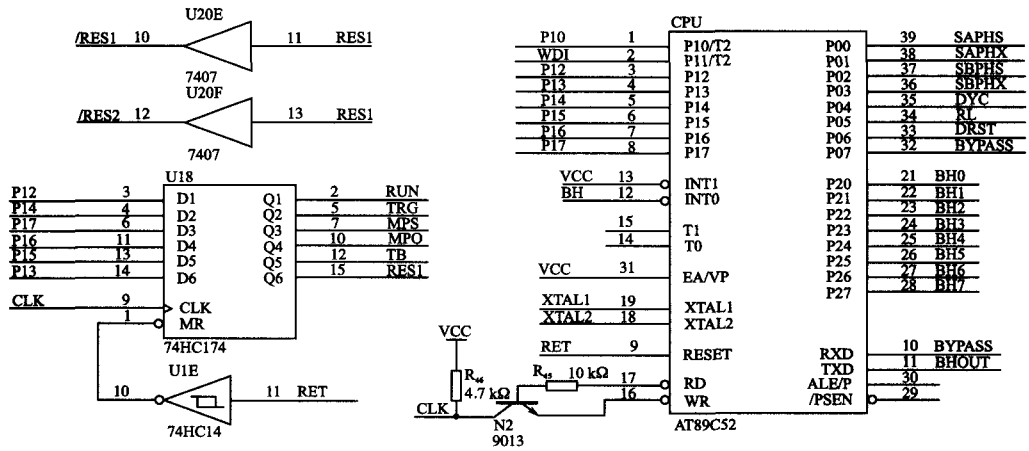 U20E
/RES1 10 11 RES1
7407
U20F
/RES2 12 13 RES1
7407
U18
P12 3 D1 Q1 2 RUN
P14 4 D2 Q2 5 TRG
P17 6 D3 Q3 7 MPS
P16 11 D4 Q4 10 MPO
P15 13 D5 Q5 12 TB
P13 14 D6 Q6 15 RES1
CLK 9 CLK
1 MR
74HC174
U1E
10 11 RET
74HC14
CPU
P10 1 P10/T2 P00 39 SAPHS
WDI 2 P11/T2 P01 38 SAPHX
P12 3 P12 P02 37 SBPHS
P13 4 P13 P03 36 SBPHX
P14 5 P14 P04 35 DYC
P15 6 P15 P05 34 RL
P16 7 P16 P06 33 DRST
P17 8 P17 P07 32 BYPASS
VCC 13 INT1 P20 21 BH0
BH 12 INT0 P21 22 BH1
P22 23 BH2
15 T1 P23 24 BH3
14 T0 P24 25 BH4
P25 26 BH5
VCC 31 EA/VP P26 27 BH6
P27 28 BH7
XTAL1 19 XTAL1
XTAL2 18 XTAL2
RET 9 RESET RXD 10 BYPASS
TXD 11 BHOUT
17 RD ALE/P 30
16 WR /PSEN 29
AT89C52
VCC
R46
4.7 kΩ
R45 10 kΩ
CLK
N2
9013